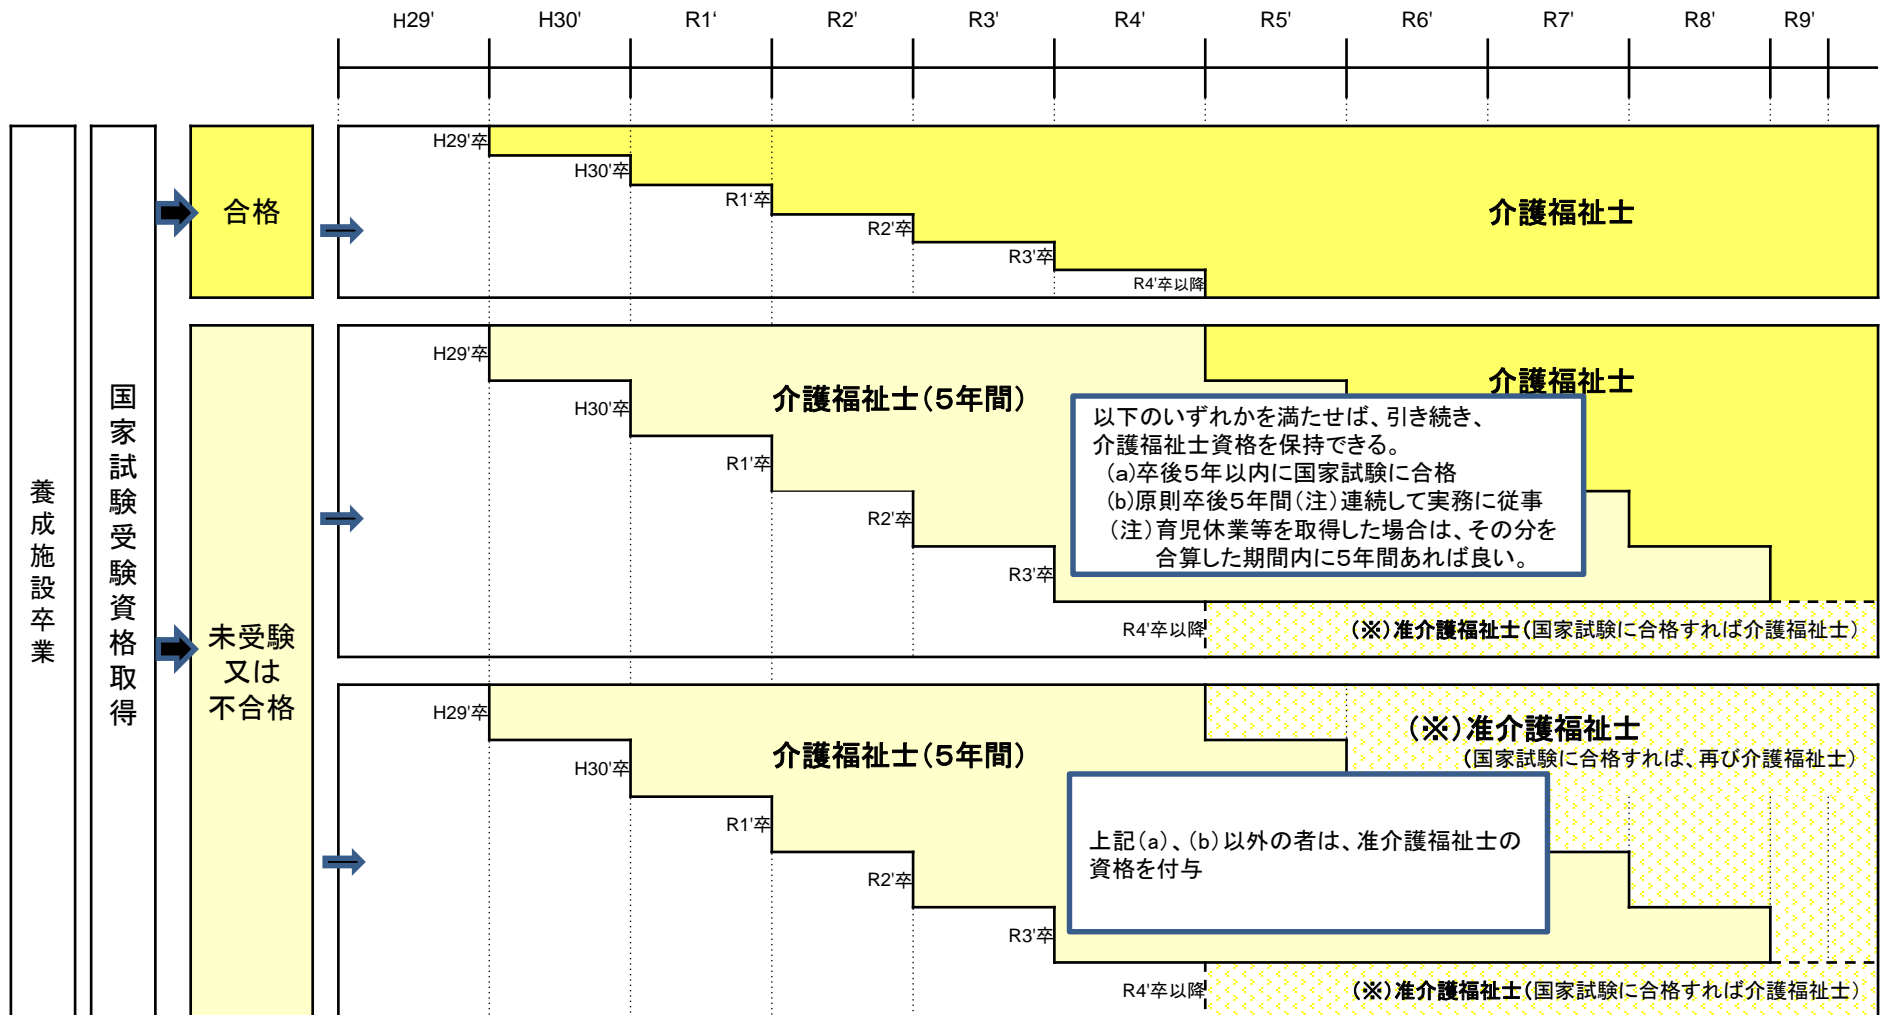 H29'
H30'
R1‘
R2'
R3'
R4'
R5'
R6'
R7'
R8'
R9'
養成施設卒業
国家試験受験資格取得
合格
H29'卒
H30'卒
R1‘卒
R2'卒
R3'卒
R4'卒以降
介護福祉士
未受験
又は
不合格
H29'卒
H30'卒
R1'卒
R2'卒
R3'卒
R4'卒以降
介護福祉士（５年間）
介護福祉士
以下のいずれかを満たせば、引き続き、
介護福祉士資格を保持できる。
(a)卒後５年以内に国家試験に合格
(b)原則卒後５年間（注）連続して実務に従事
（注）育児休業等を取得した場合は、その分を
合算した期間内に５年間あれば良い。
（※）准介護福祉士（国家試験に合格すれば介護福祉士）
H29'卒
H30'卒
R1'卒
R2'卒
R3'卒
R4'卒以降
介護福祉士（５年間）
（※）准介護福祉士
（国家試験に合格すれば、再び介護福祉士）
上記（a）、（b）以外の者は、准介護福祉士の
資格を付与
（※）准介護福祉士（国家試験に合格すれば介護福祉士）